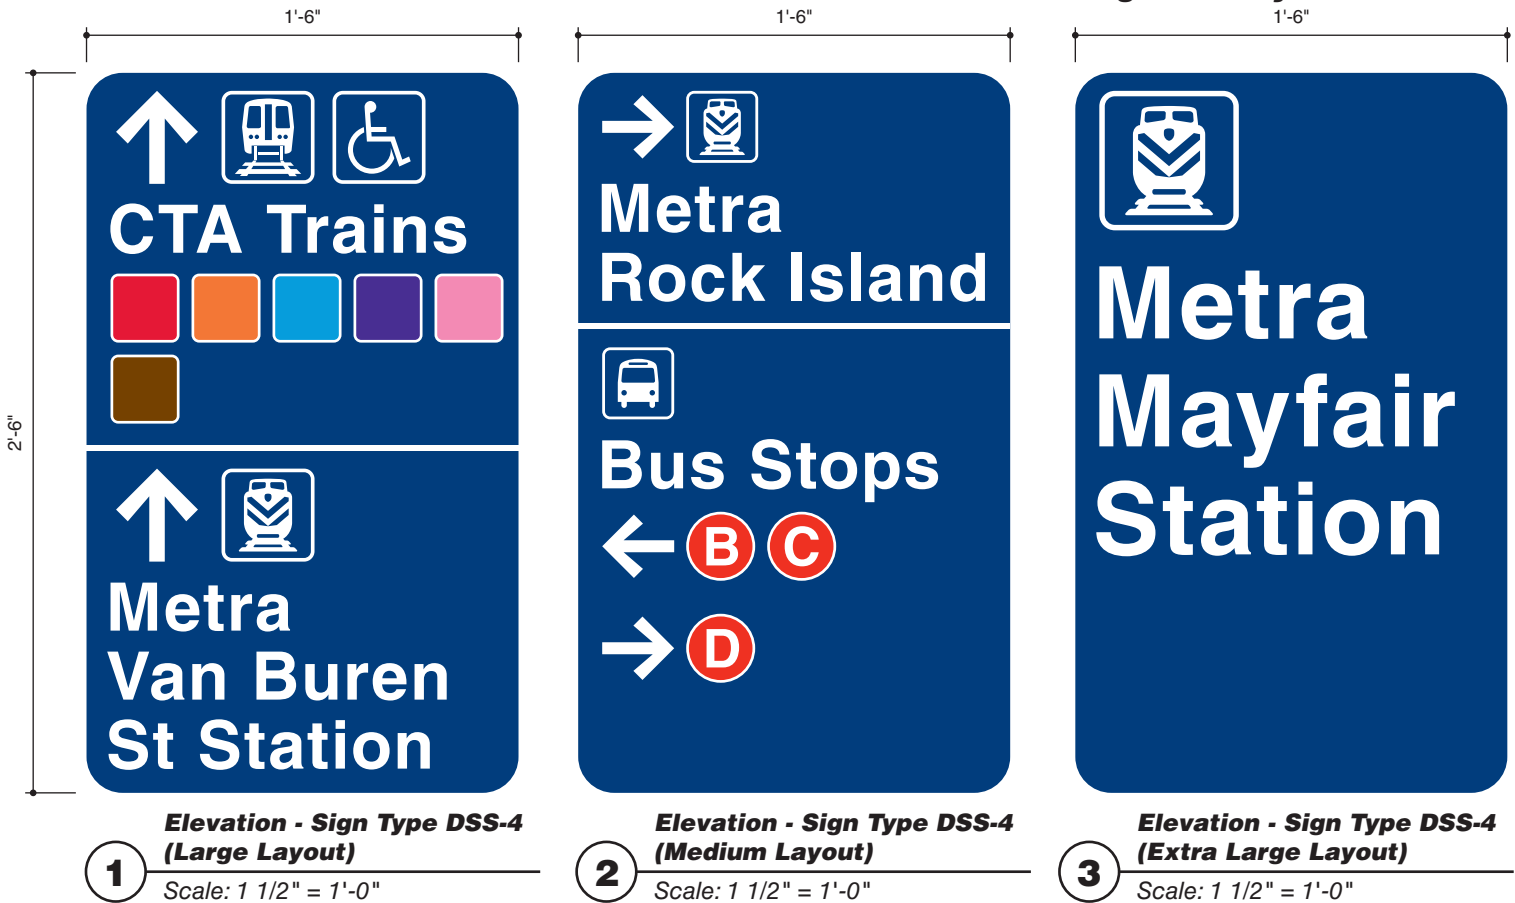 1'-6"
1'-6"
1'-6"
2'-6"
CTA Trains
Metra
Van Buren
St Station
Metra
Rock Island
Bus Stops
B C
D
Metra
Mayfair
Station
1
Elevation - Sign Type DSS-4
(Large Layout)
Scale: 1 1/2" = 1'-0"
2
Elevation - Sign Type DSS-4
(Medium Layout)
Scale: 1 1/2" = 1'-0"
3
Elevation - Sign Type DSS-4
(Extra Large Layout)
Scale: 1 1/2" = 1'-0"